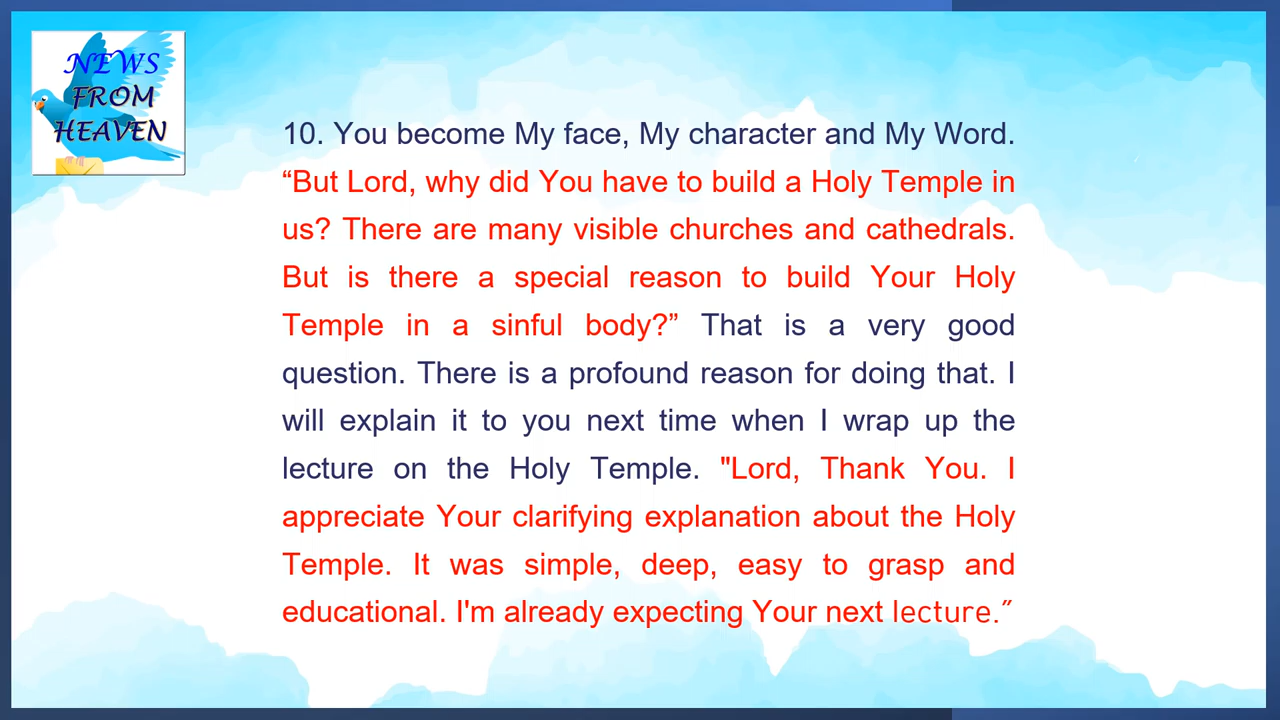 NEWS
FROM
HEAVEN
10. You become My face, My character and My Word.
“But Lord, why did You have to build a Holy Temple in
us? There are many visible churches and cathedrals.
But is there a special reason to build Your Holy
Temple in a sinful body?” That is a very good
question. There is a profound reason for doing that. I
will explain it to you next time when I wrap up the
lecture on the Holy Temple. "Lord, Thank You. I
appreciate Your clarifying explanation about the Holy
Temple. It was simple, deep, easy to grasp and
educational. I'm already expecting Your next lecture.″